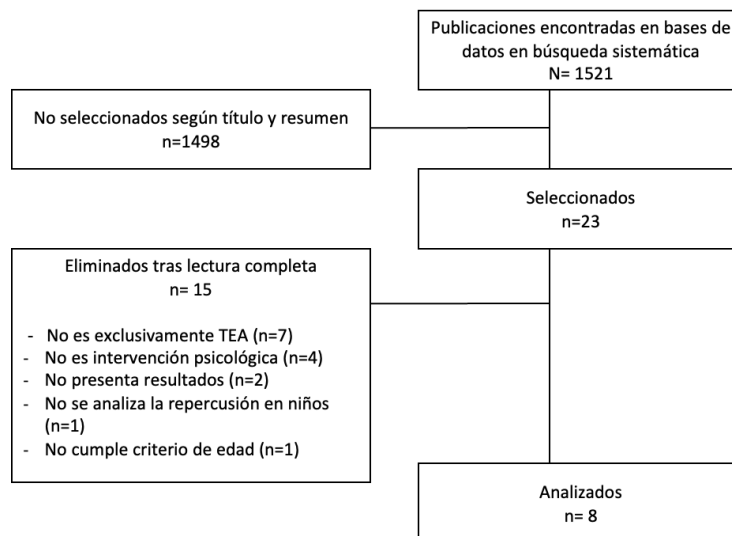 Publicaciones encontradas en bases de
datos en búsqueda sistemática
N= 1521
No seleccionados según título y resumen
n=1498
Seleccionados
n=23
Eliminados tras lectura completa
n= 15
- No es exclusivamente TEA (n=7)
- No es intervención psicológica (n=4)
- No presenta resultados (n=2)
- No se analiza la repercusión en niños
(n=1)
- No cumple criterio de edad (n=1)
Analizados
n= 8